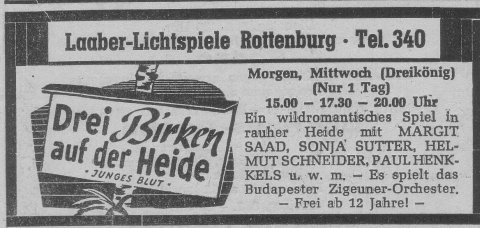 Laaber-Lichtspiele Rottenburg · Tel. 340
Drei Birken
auf der Heide
· JUNGES BLUT ·
Morgen, Mittwoch (Dreikönig)
(Nur 1 Tag)
15.00 — 17.30 — 20.00 Uhr
Ein wildromantisches Spiel in
rauher Heide mit MARGIT
SAAD, SONJA SUTTER, HEL-
MUT SCHNEIDER, PAUL HENK-
KELS u. w. m. — Es spielt das
Budapester Zigeuner-Orchester.
— Frei ab 12 Jahre! —